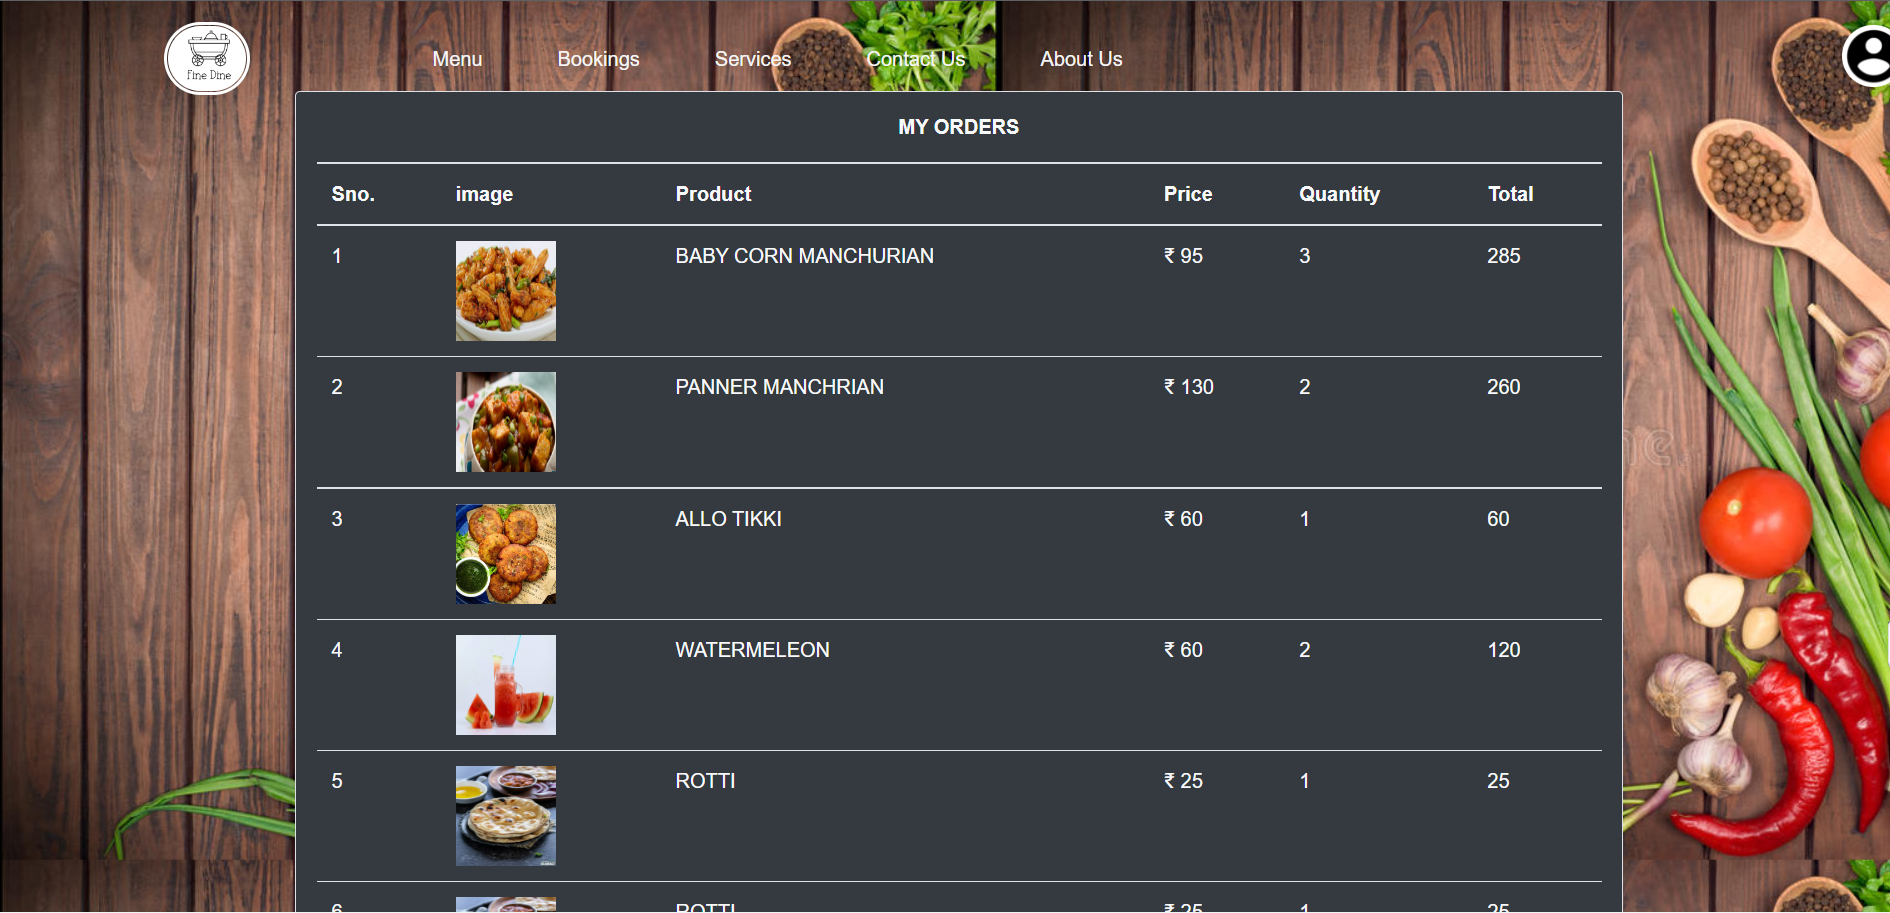 Fine Dine
Menu Bookings Services Contact Us About Us
MY ORDERS
Sno. image Product Price Quantity Total
1 BABY CORN MANCHURIAN ₹ 95 3 285
2 PANNER MANCHRIAN ₹ 130 2 260
3 ALLO TIKKI ₹ 60 1 60
4 WATERMELEON ₹ 60 2 120
5 ROTTI ₹ 25 1 25
6 ROTTI ₹ 25 1 25